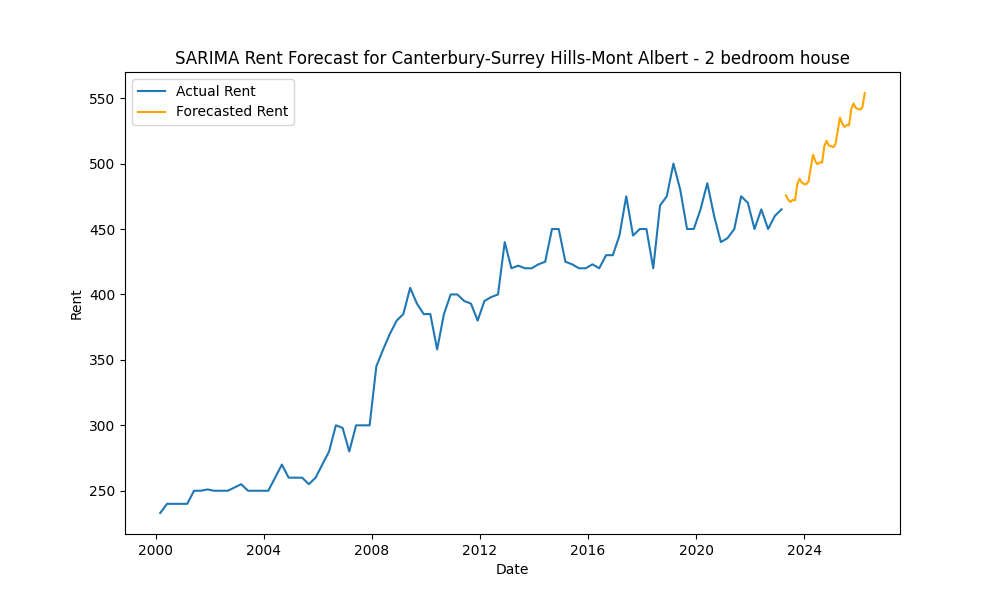 SARIMA Rent Forecast for Canterbury-Surrey Hills-Mont Albert - 2 bedroom house
Actual Rent
Forecasted Rent
550
500
450
400
350
300
250
Rent
2000 2004 2008 2012 2016 2020 2024
Date